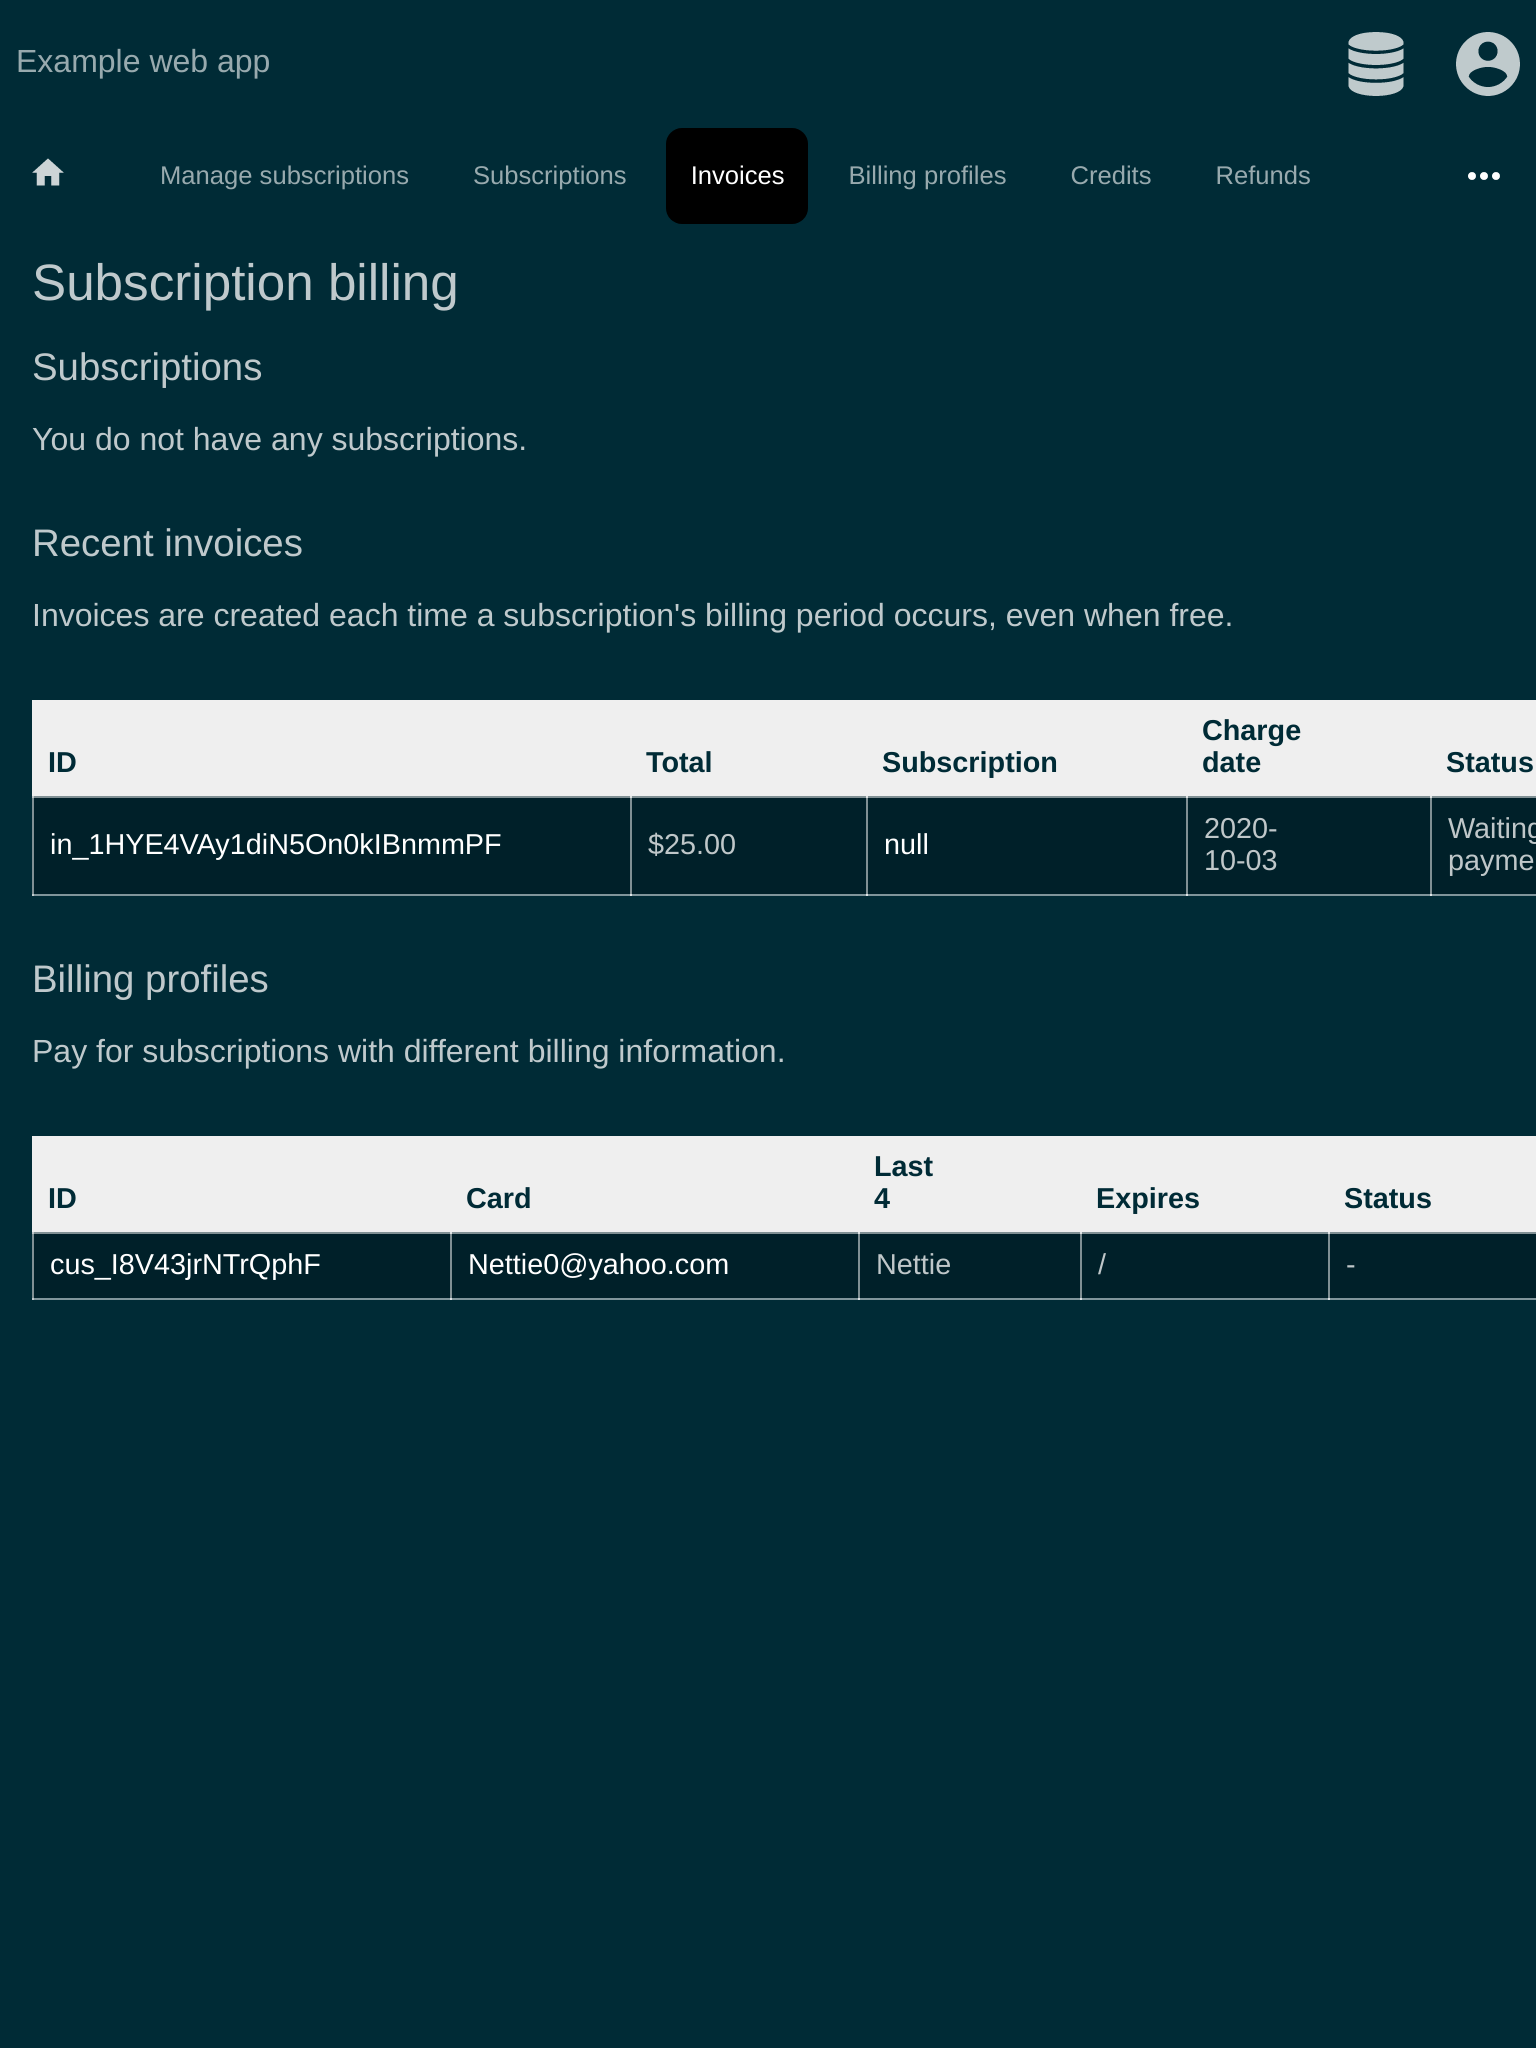 Example web app
Manage subscriptions Subscriptions Invoices Billing profiles Credits Refunds
Subscription billing
Subscriptions
You do not have any subscriptions.
Recent invoices
Invoices are created each time a subscription's billing period occurs, even when free.
ID Total Subscription Charge date Status
in_1HYE4VAy1diN5On0kIBnmmPF $25.00 null 2020-10-03 Waiting payme
Billing profiles
Pay for subscriptions with different billing information.
ID Card Last 4 Expires Status
cus_I8V43jrNTrQphF Nettie0@yahoo.com Nettie / -